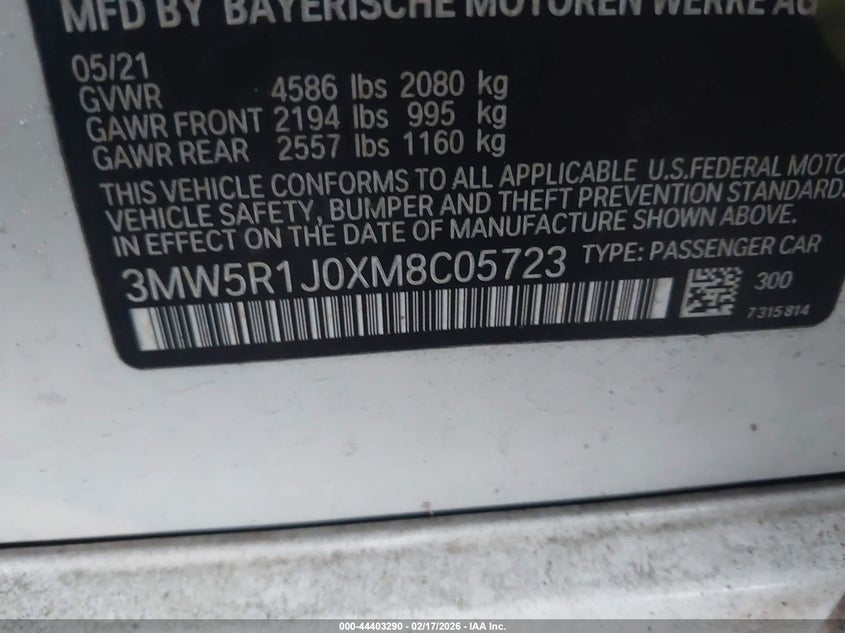 MFD BY BAYERISCHE MOTOREN WERKE AG
05/21
GVWR 4586 lbs 2080 kg
GAWR FRONT 2194 lbs 995 kg
GAWR REAR 2557 lbs 1160 kg
THIS VEHICLE CONFORMS TO ALL APPLICABLE U.S.FEDERAL MOTO
VEHICLE SAFETY, BUMPER AND THEFT PREVENTION STANDARDS
IN EFFECT ON THE DATE OF MANUFACTURE SHOWN ABOVE.
3MW5R1J0XM8C05723 TYPE: PASSENGER CAR
300
7315814
000-44403290 - 02/17/2026 - IAA Inc.